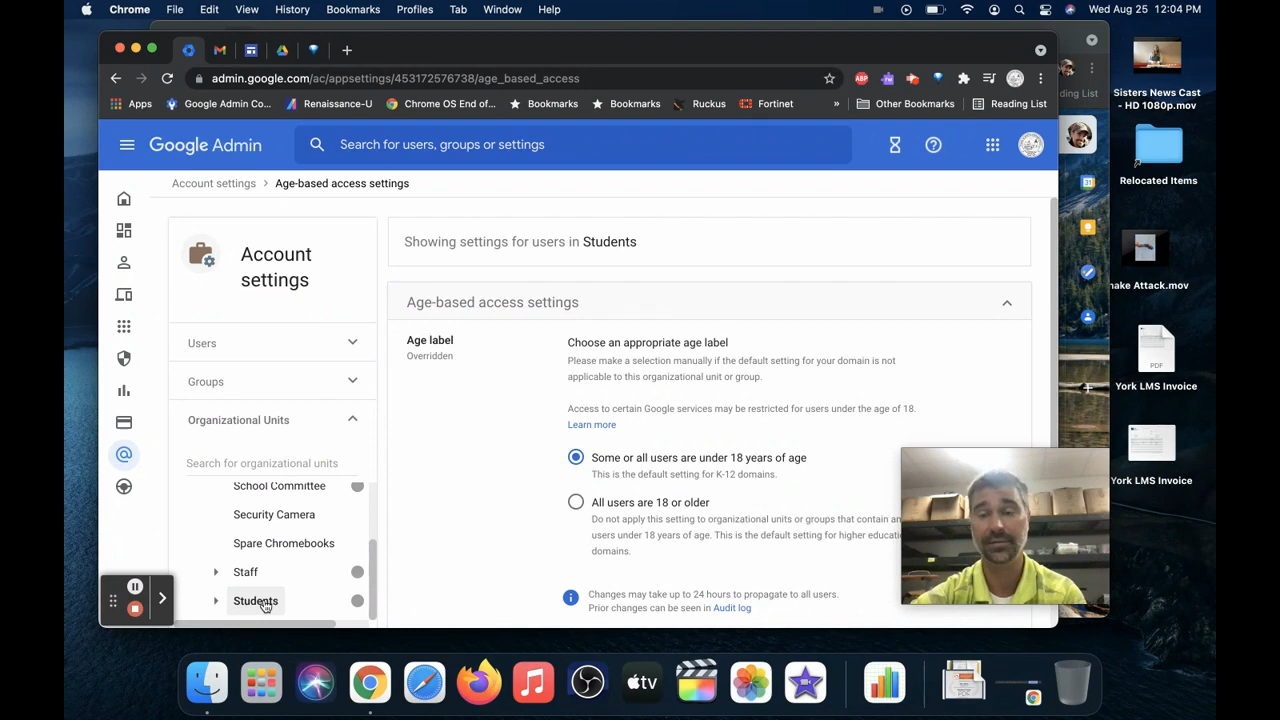 Chrome File Edit View History Bookmarks Profiles Tab Window Help Wed Aug 25 12:04 PM
admin.google.com/ac/appsettings/453172576738/age_based_access
ABP
Apps Google Admin Co... Renaissance-U Chrome OS End of... Bookmarks Bookmarks Ruckus Fortinet » Other Bookmarks Reading List
ding List
Sisters News Cast
- HD 1080p.mov
Google Admin
Search for users, groups or settings
Relocated Items
Account settings > Age-based access settings
Account
settings
Showing settings for users in Students
Users
Groups
Organizational Units
Search for organizational units
School Committee
Security Camera
Spare Chromebooks
Staff
Students
Age-based access settings
Age label
Overridden
Choose an appropriate age label
Please make a selection manually if the default setting for your domain is not
applicable to this organizational unit or group.
Access to certain Google services may be restricted for users under the age of 18.
Learn more
Some or all users are under 18 years of age
This is the default setting for K-12 domains.
All users are 18 or older
Do not apply this setting to organizational units or groups that contain an
users under 18 years of age. This is the default setting for higher educati
domains.
Changes may take up to 24 hours to propagate to all users.
Prior changes can be seen in Audit log
nake Attack.mov
PDF
York LMS Invoice
York LMS Invoice
tv